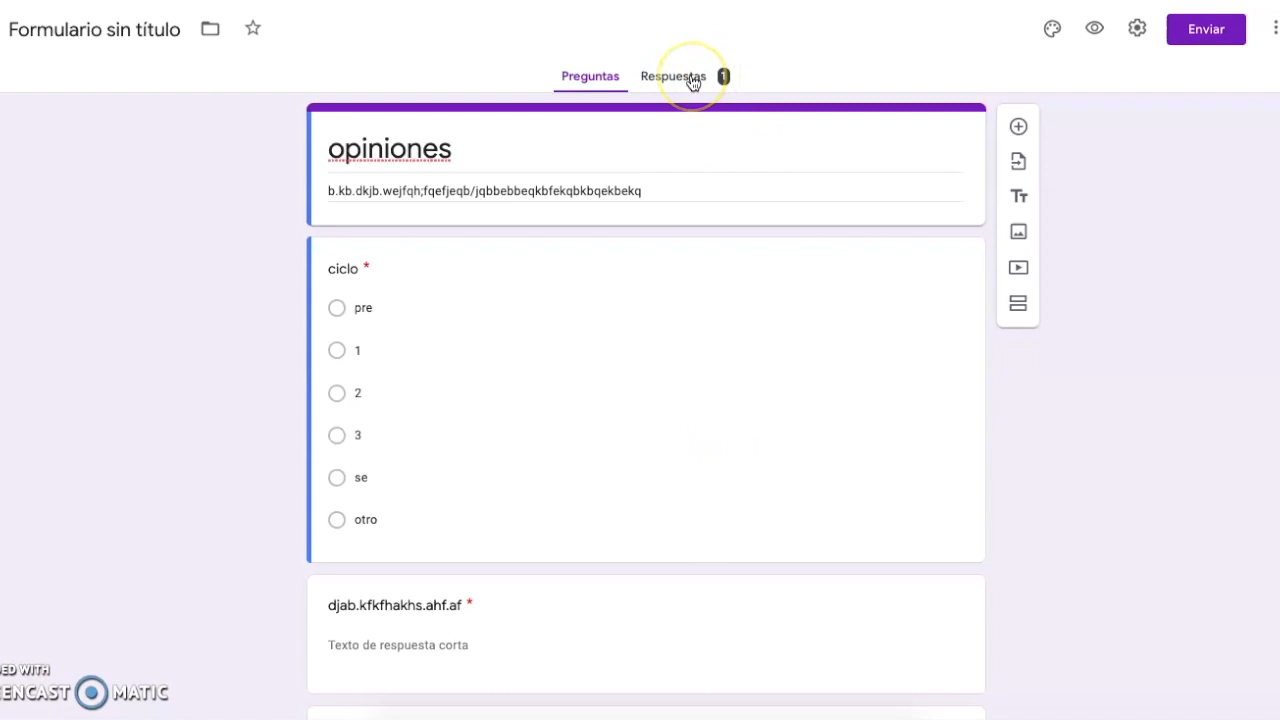 Formulario sin título
Enviar
Preguntas
Respuestas 1
opiniones
b.kb.dkjb.wejfqh;fqefjeqb/jqbbebbeqkbfekqbkbqekbekq
ciclo *
pre
1
2
3
se
otro
djab.kfkfhakhs.ahf.af *
Texto de respuesta corta
ED WITH
ENCAST MATIC